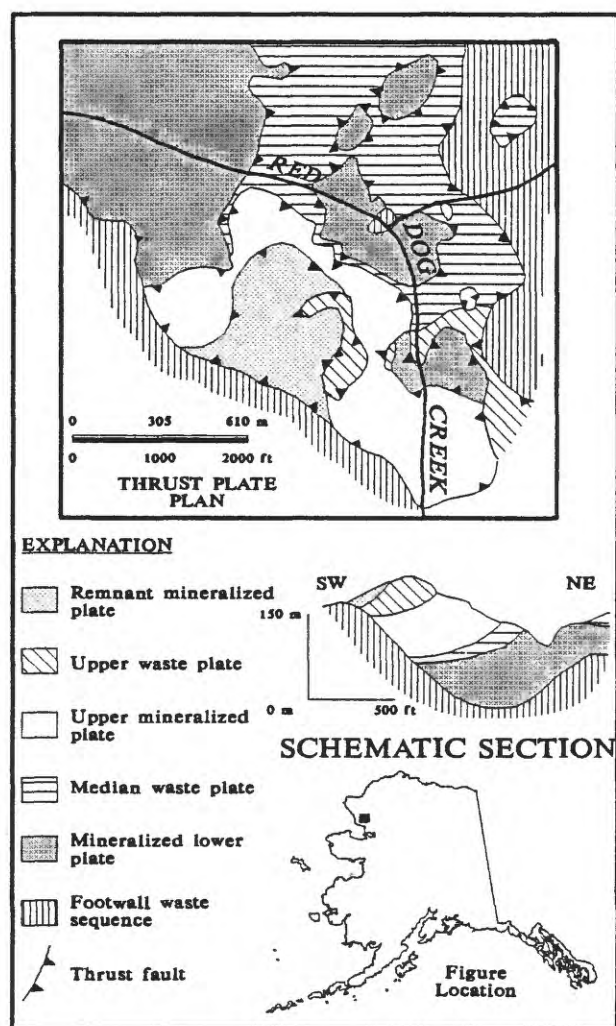 RED
DOG
CREEK
0 305 610 m
0 1000 2000 ft
THRUST PLATE
PLAN
EXPLANATION
Remnant mineralized
plate
Upper waste plate
Upper mineralized
plate
Median waste plate
Mineralized lower
plate
Footwall waste
sequence
Thrust fault
SW NE
150 m
0 m 500 ft
SCHEMATIC SECTION
Figure
Location